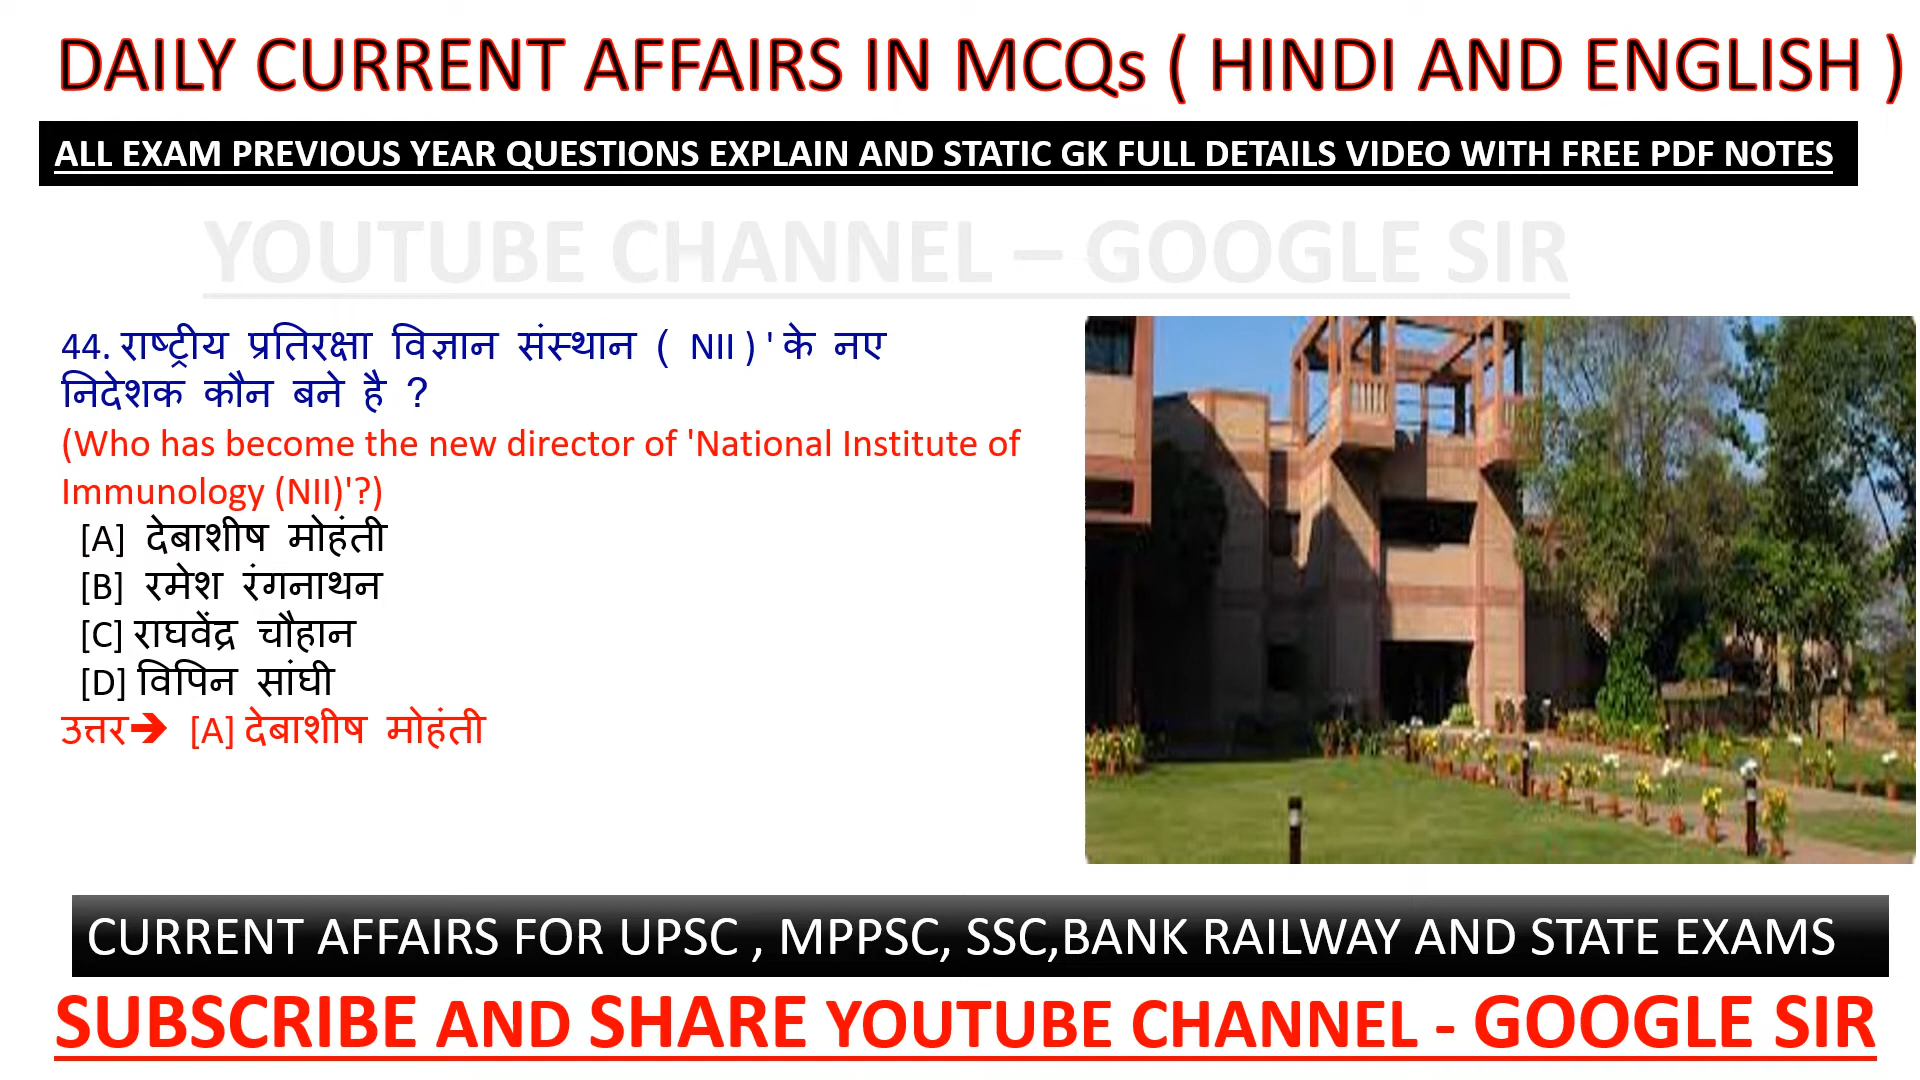 DAILY CURRENT AFFAIRS IN MCQs ( HINDI AND ENGLISH )
ALL EXAM PREVIOUS YEAR QUESTIONS EXPLAIN AND STATIC GK FULL DETAILS VIDEO WITH FREE PDF NOTES
YOUTUBE CHANNEL – GOOGLE SIR
44. राष्ट्रीय प्रतिरक्षा विज्ञान संस्थान ( NII ) ' के नए
निदेशक कौन बने है ?
(Who has become the new director of 'National Institute of
Immunology (NII)'?)
[A] देबाशीष मोहंती
[B] रमेश रंगनाथन
[C] राघवेंद्र चौहान
[D] विपिन सांघी
उत्तर➔ [A] देबाशीष मोहंती
CURRENT AFFAIRS FOR UPSC , MPPSC, SSC,BANK RAILWAY AND STATE EXAMS
SUBSCRIBE AND SHARE YOUTUBE CHANNEL - GOOGLE SIR